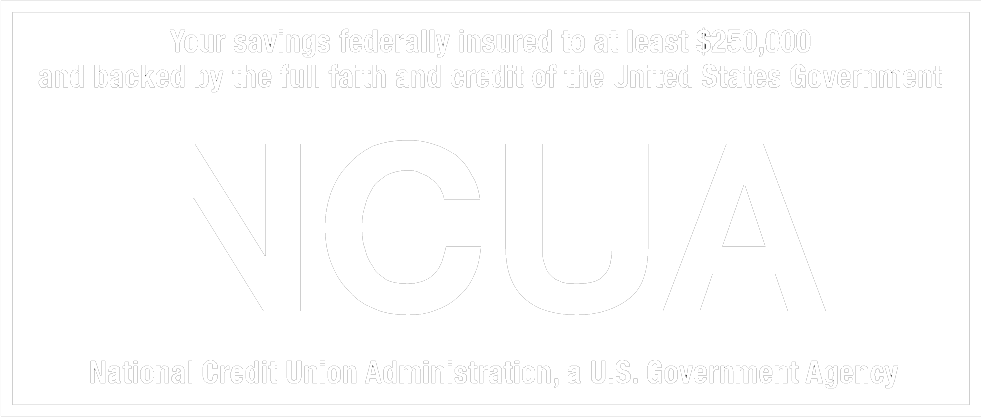 Your savings federally insured to at least $250,000
and backed by the full faith and credit of the United States Government
NCUA
National Credit Union Administration, a U.S. Government Agency